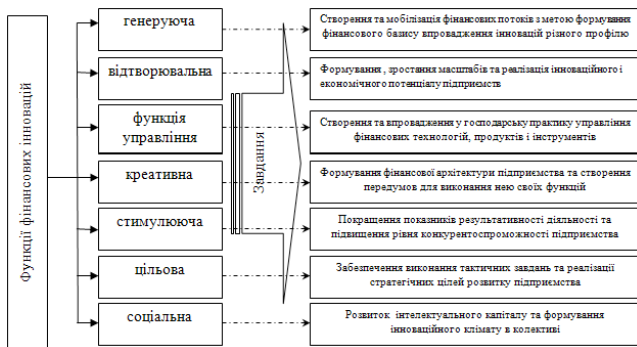 Функції фінансових інновацій
генеруюча
відтворювальна
функція
управління
креативна
стимулююча
цільова
соціальна
Завдання
Створення та мобілізація фінансових потоків з метою формування
фінансового базису впровадження інновацій різного профілю
Формування , зростання масштабів та реалізація інноваційного і
економічного потенціалу підприємств
Створення та впровадження у господарську практику управління
фінансових технологій, продуктів і інструментів
Формування фінансової архітектури підприємства та створення
передумов для виконання нею своїх функцій
Покращення показників результативності діяльності та
підвищення рівня конкурентоспроможності підприємства
Забезпечення виконання тактичних завдань та реалізації
стратегічних цілей розвитку підприємства
Розвиток інтелектуального капіталу та формування
інноваційного клімату в колективі